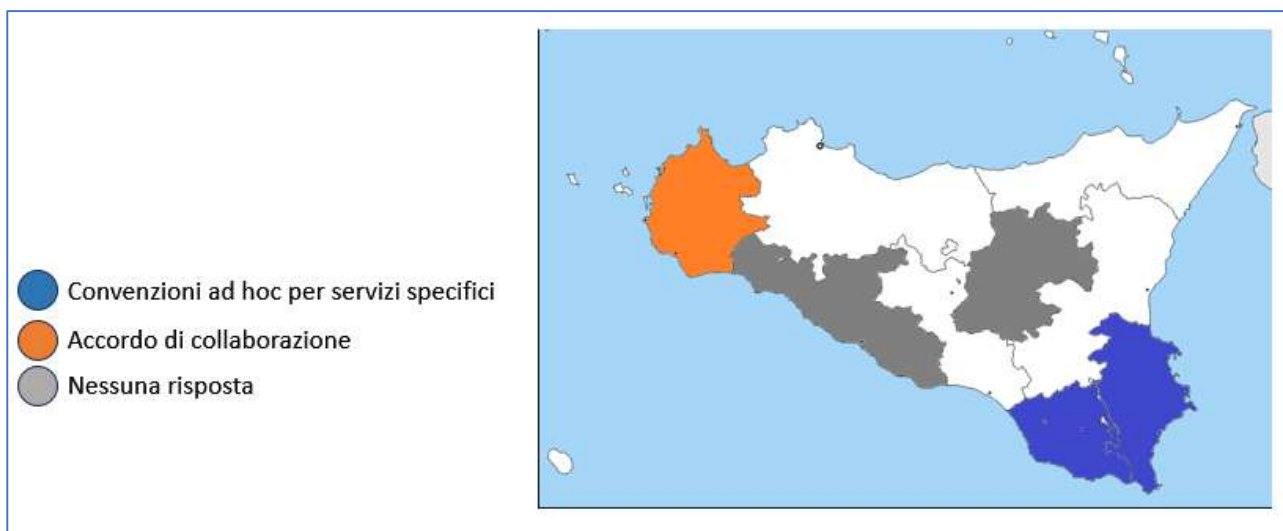 Convenzioni ad hoc per servizi specifici
Accordo di collaborazione
Nessuna risposta